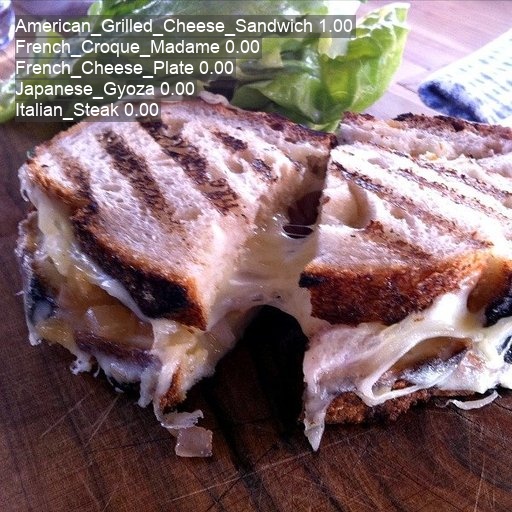 American_Grilled_Cheese_Sandwich 1.00
French_Croque_Madame 0.00
French_Cheese_Plate 0.00
Japanese_Gyoza 0.00
Italian_Steak 0.00